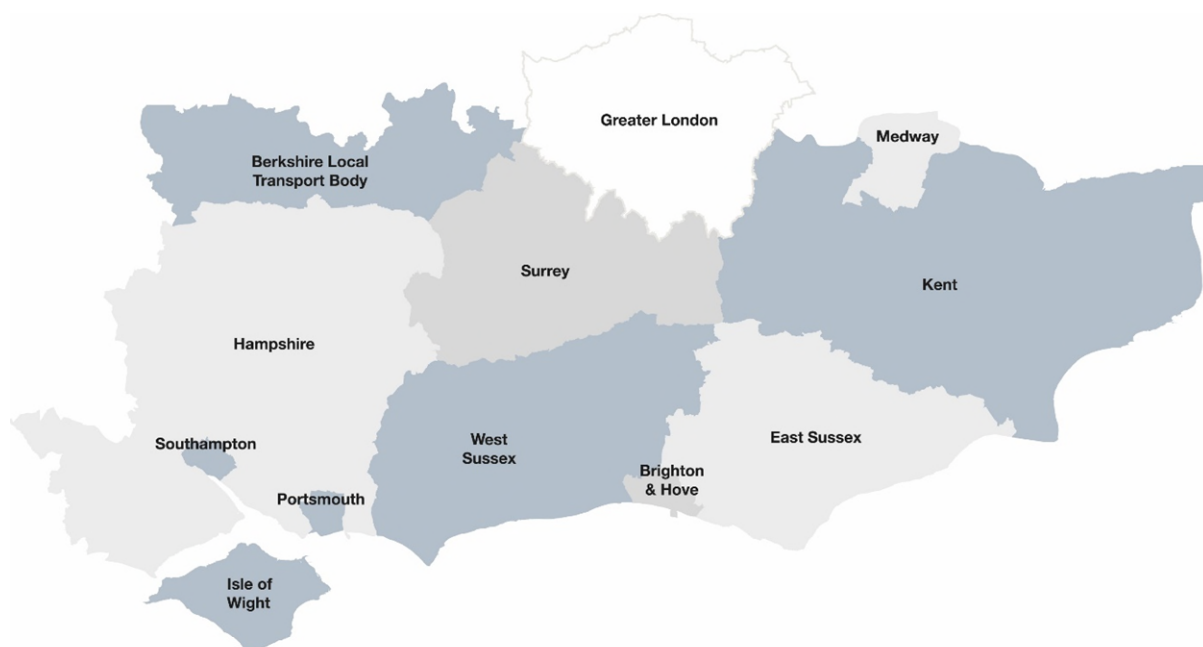 Greater London
Medway
Berkshire Local
Transport Body
Surrey
Kent
Hampshire
Southampton
West
Sussex
East Sussex
Brighton
& Hove
Portsmouth
Isle of
Wight